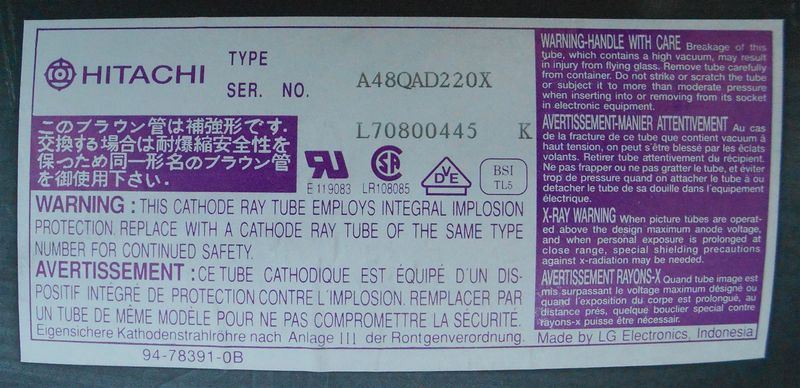 HITACHI
TYPE A48QAD220X
SER. NO. L70800445 K
このブラウン管は補強形です.
交換する場合は耐爆縮安全性を
保っため同一形名のブラウン管
を御使用下さい.
E 119083 LR108085
VDE
BSI
TL5
WARNING : THIS CATHODE RAY TUBE EMPLOYS INTEGRAL IMPLOSION
PROTECTION. REPLACE WITH A CATHODE RAY TUBE OF THE SAME TYPE
NUMBER FOR CONTINUED SAFETY.
AVERTISSEMENT : CE TUBE CATHODIQUE EST ÉQUIPÉ D'UN DIS-
POSITIF INTÉGRÉ DE PROTECTION CONTRE L'IMPLOSION. REMPLACER PAR
UN TUBE DE MÉME MODÈLE POUR NE PAS COMPROMETTRE LA SÉCURITÉ.
Eigensichere Kathodenstrahlröhre nach Anlage III der Rontgenverordnung.
94-78391-0B
WARNING-HANDLE WITH CARE Breakage of this
tube, which contains a high vacuum, may result
in injury from flying glass. Remove tube carefully
from container. Do not strike or scratch the tube
or subject it to more than moderate pressure
when inserting into or removing from its socket
in electronic equipment.
AVERTISSEMENT-MANIER ATTENTIVEMENT Au cas
de la fracture de ce tube que contient vacuum à
haut tension, on peut s'être blessé par les éclats
volants. Retirer tube attentivement du récipient.
Ne pas frapper ou ne pas gratter le tube, et éviter
trop de pressure quand on attacher le tube à ou
detacher le tube de sa douille dans l'equipement
électrique.
X-RAY WARNING When picture tubes are operat-
ed above the design maximum anode voltage,
and when personal exposure is prolonged at
close range, special shielding precautions
against x-radiation may be needed.
AVERTISSEMENT RAYONS-X Quand tube image est
mis surpassant le voltage maximum désigné ou
quand l'exposition du corpe est prolongué, au
distance prés, quelque bouclier special contre
rayons-x puisse être nécessair.
Made by LG Electronics, Indonesia